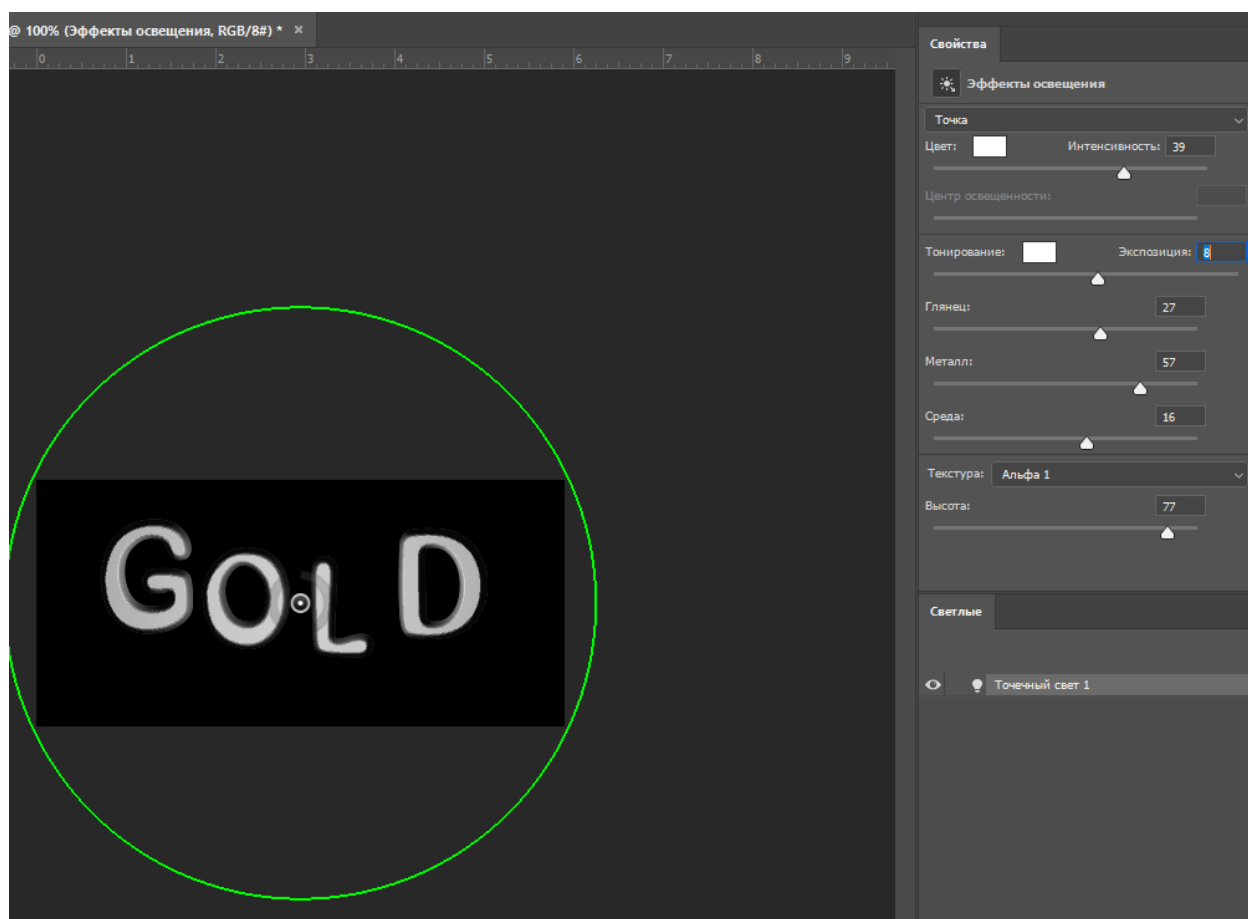 @ 100% (Эффекты освещения, RGB/8#) * ×
0 1 2 3 4 5 6 7 8 9
GOLD
Свойства
Эффекты освещения
Точка
Цвет: Интенсивность: 39
Центр освещенности:
Тонирование: Экспозиция: 8
Глянец: 27
Металл: 57
Среда: 16
Текстура: Альфа 1
Высота: 77
Светлые
Точечный свет 1